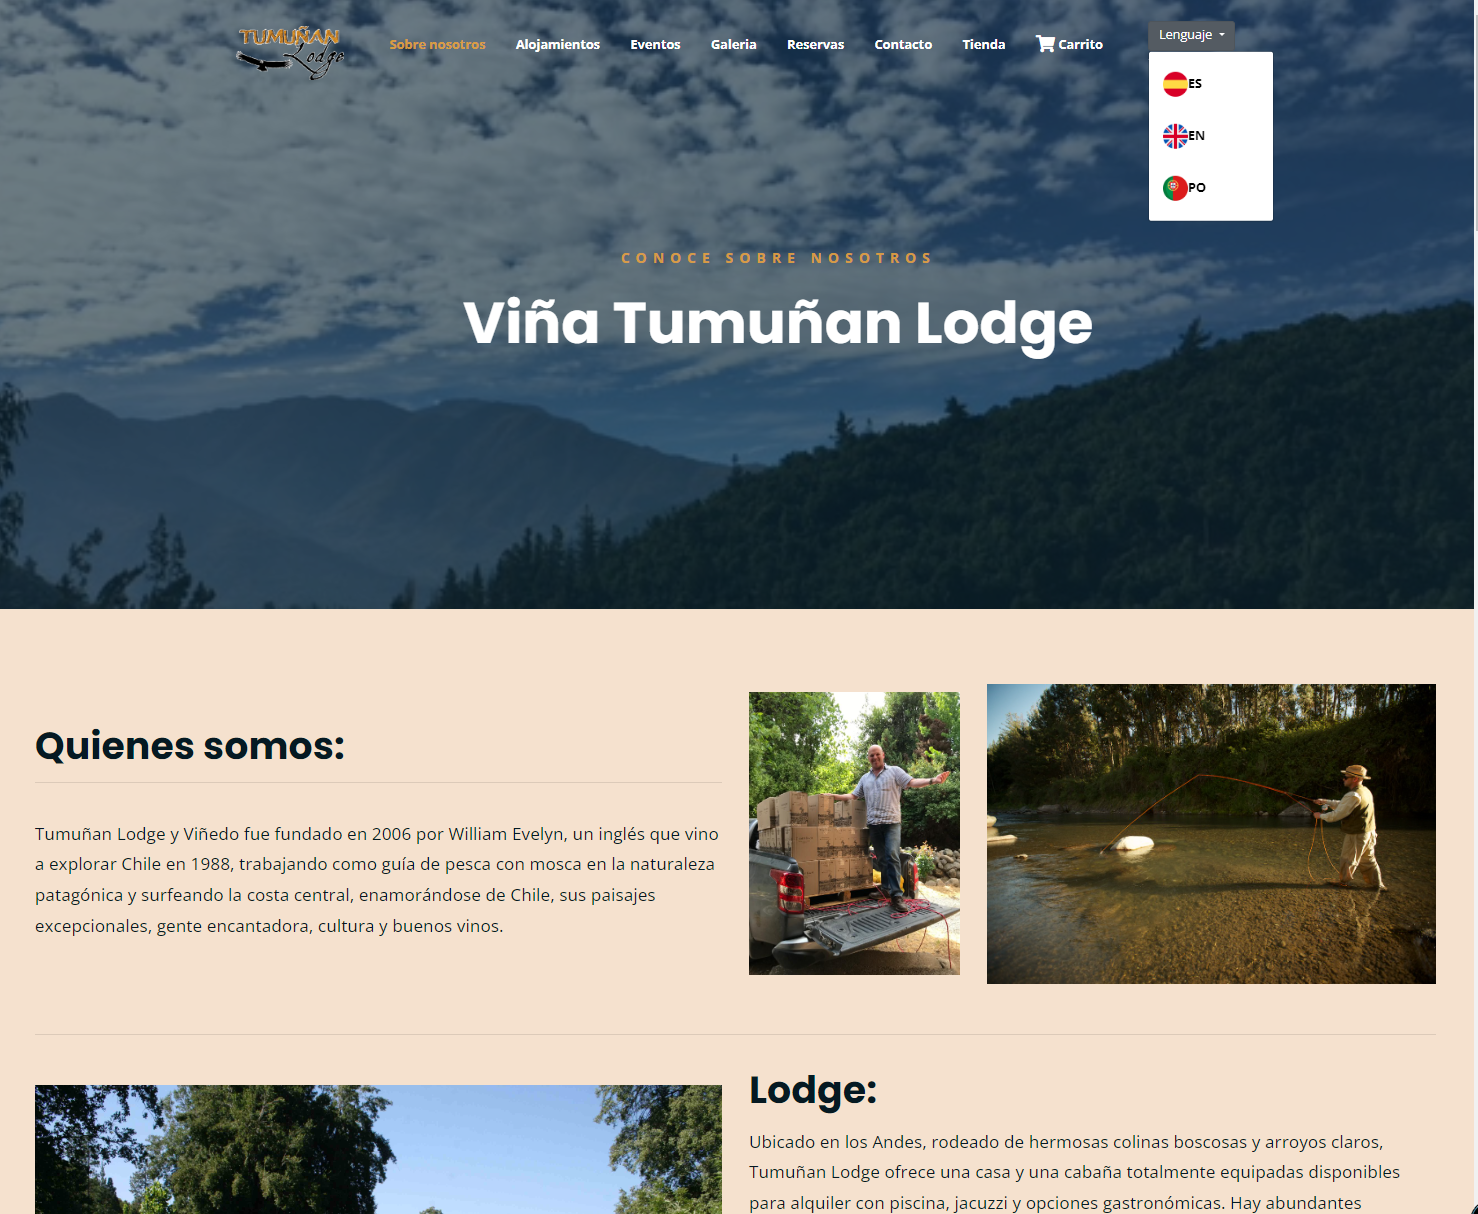 TUMUÑAN
Lodge
Sobre nosotros
Alojamientos
Eventos
Galeria
Reservas
Contacto
Tienda
Carrito
Lenguaje
ES
EN
PO
CONOCE SOBRE NOSOTROS
Viña Tumuñan Lodge
Quienes somos:
Tumuñan Lodge y Viñedo fue fundado en 2006 por William Evelyn, un inglés que vino
a explorar Chile en 1988, trabajando como guía de pesca con mosca en la naturaleza
patagónica y surfeando la costa central, enamorándose de Chile, sus paisajes
excepcionales, gente encantadora, cultura y buenos vinos.
Lodge:
Ubicado en los Andes, rodeado de hermosas colinas boscosas y arroyos claros,
Tumuñan Lodge ofrece una casa y una cabaña totalmente equipadas disponibles
para alquiler con piscina, jacuzzi y opciones gastronómicas. Hay abundantes